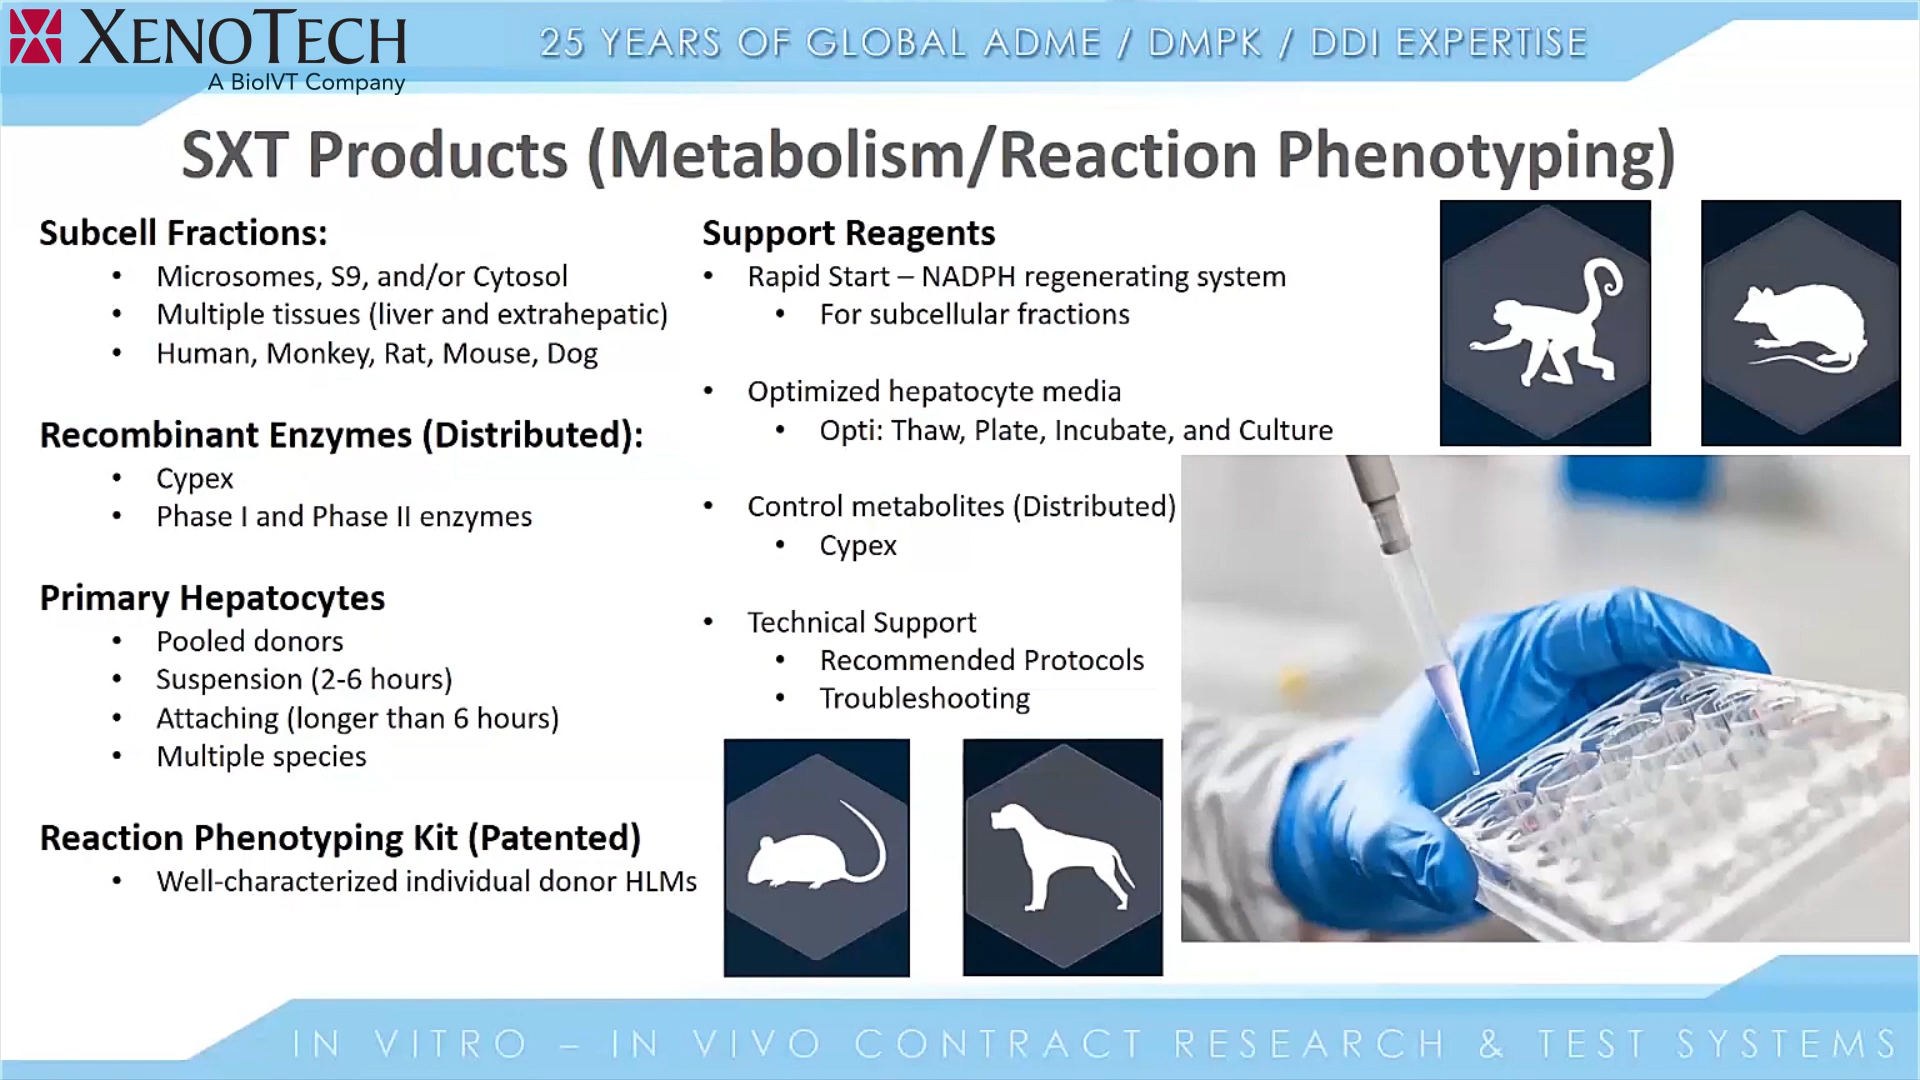 XENOTECH
A BioIVT Company
25 YEARS OF GLOBAL ADME / DMPK / DDI EXPERTISE
SXT Products (Metabolism/Reaction Phenotyping)
Subcell Fractions:
• Microsomes, S9, and/or Cytosol
• Multiple tissues (liver and extrahepatic)
• Human, Monkey, Rat, Mouse, Dog
Recombinant Enzymes (Distributed):
• Cypex
• Phase I and Phase II enzymes
Primary Hepatocytes
• Pooled donors
• Suspension (2-6 hours)
• Attaching (longer than 6 hours)
• Multiple species
Reaction Phenotyping Kit (Patented)
• Well-characterized individual donor HLMs
Support Reagents
• Rapid Start – NADPH regenerating system
• For subcellular fractions
• Optimized hepatocyte media
• Opti: Thaw, Plate, Incubate, and Culture
• Control metabolites (Distributed)
• Cypex
• Technical Support
• Recommended Protocols
• Troubleshooting
IN VITRO – IN VIVO CONTRACT RESEARCH & TEST SYSTEMS